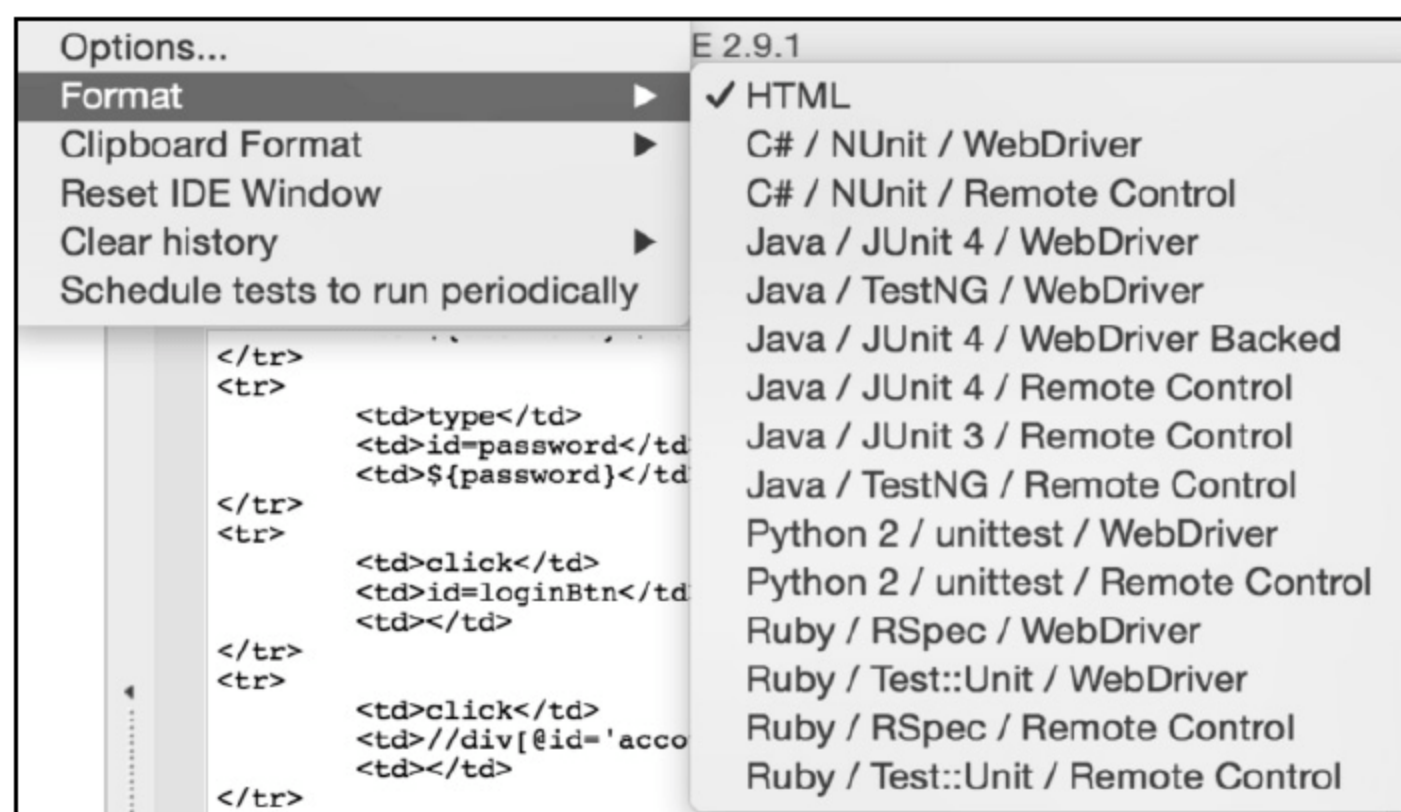 Options...
Format
Clipboard Format
Reset IDE Window
Clear history
Schedule tests to run periodically
E 2.9.1
✓ HTML
C# / NUnit / WebDriver
C# / NUnit / Remote Control
Java / JUnit 4 / WebDriver
Java / TestNG / WebDriver
Java / JUnit 4 / WebDriver Backed
Java / JUnit 4 / Remote Control
Java / JUnit 3 / Remote Control
Java / TestNG / Remote Control
Python 2 / unittest / WebDriver
Python 2 / unittest / Remote Control
Ruby / RSpec / WebDriver
Ruby / Test::Unit / WebDriver
Ruby / RSpec / Remote Control
Ruby / Test::Unit / Remote Control
</tr>
<tr>
<td>type</td>
<td>id=password</td
<td>${password}</td
</tr>
<tr>
<td>click</td>
<td>id=loginBtn</td
<td></td>
</tr>
<tr>
<td>click</td>
<td>//div[@id='acco
<td></td>
</tr>